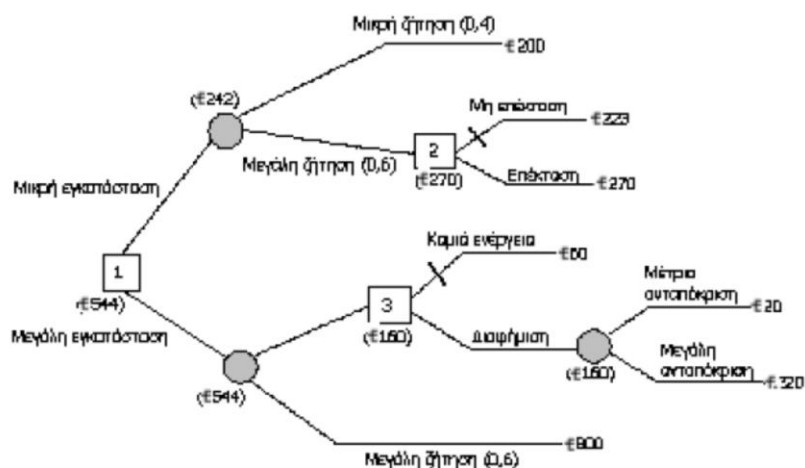 Μικρή ζήτηση (0,4)
€200
(€242)
Μη επέκταση
€223
2
Μεγάλη ζήτηση (0,6)
(€270)
Επέκταση
€270
Μικρή εγκατάσταση
Καμιά ενέργεια
€60
1
Μέτρια
ανταπόκριση
€20
(€544)
3
(€160)
Διαφήμιση
Μεγάλη εγκατάσταση
Μεγάλη
ανταπόκριση
(€160)
(€544)
€800
Μεγάλη ζήτηση (0,6)